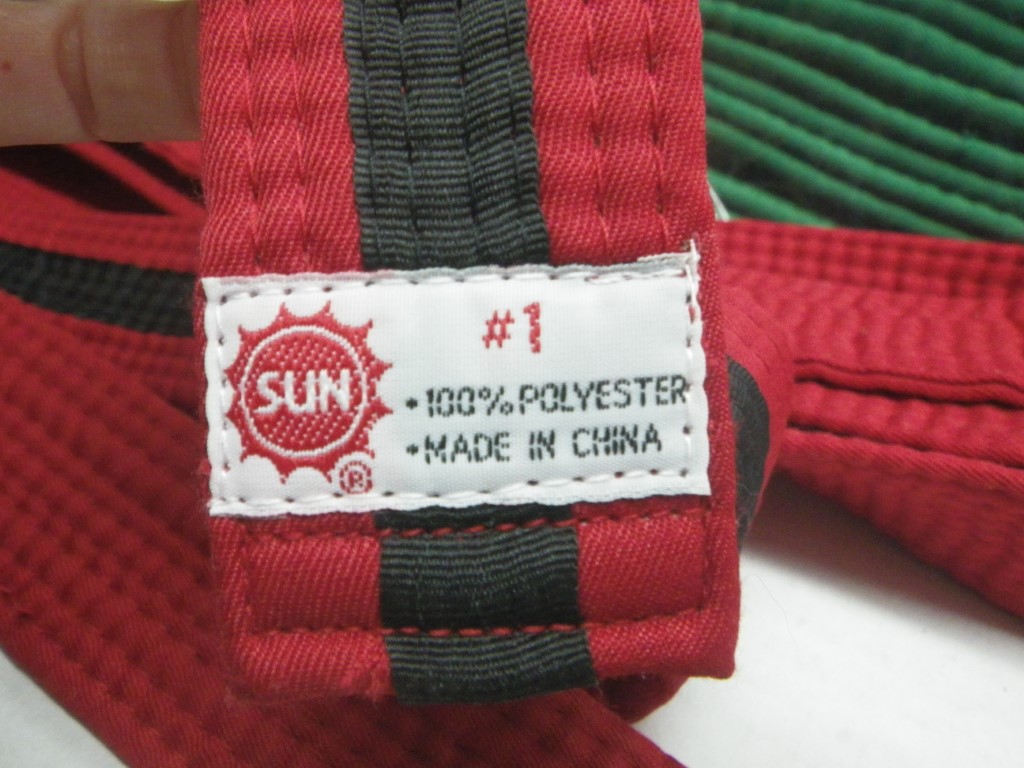 #1
SUN
•100% POLYESTER
•MADE IN CHINA
®